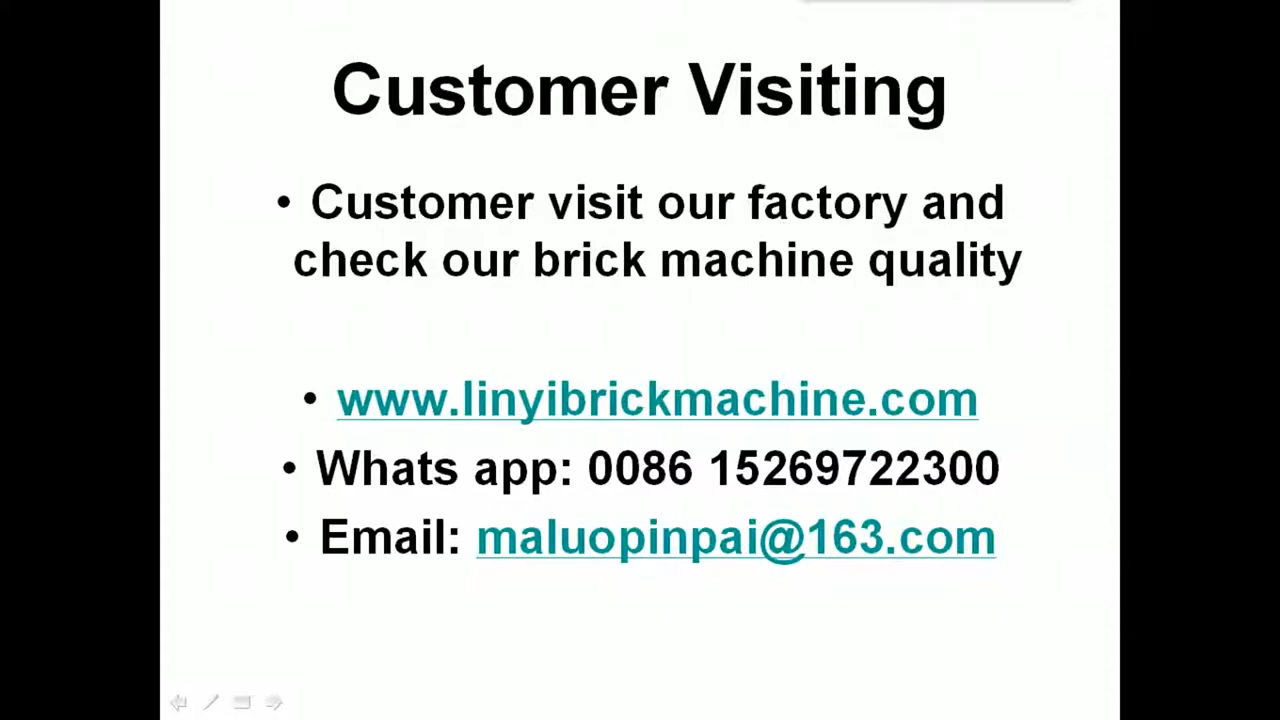 Customer Visiting
• Customer visit our factory and
check our brick machine quality
• www.linyibrickmachine.com
• Whats app: 0086 15269722300
• Email: maluopinpai@163.com